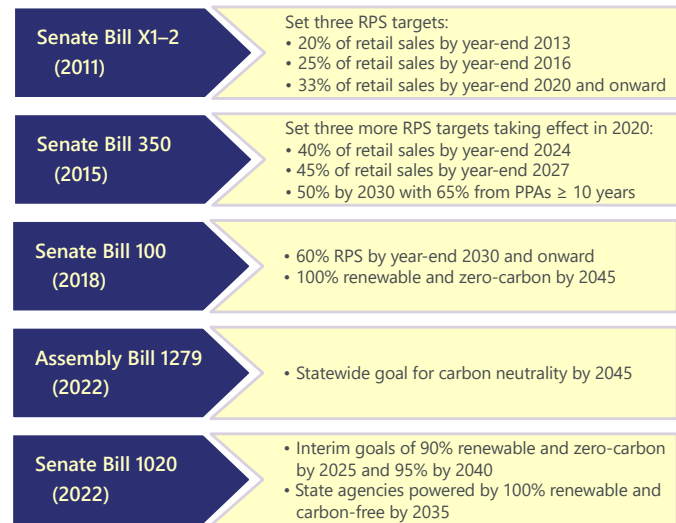 Senate Bill X1–2
(2011)
Set three RPS targets:
• 20% of retail sales by year-end 2013
• 25% of retail sales by year-end 2016
• 33% of retail sales by year-end 2020 and onward
Senate Bill 350
(2015)
Set three more RPS targets taking effect in 2020:
• 40% of retail sales by year-end 2024
• 45% of retail sales by year-end 2027
• 50% by 2030 with 65% from PPAs ≥ 10 years
Senate Bill 100
(2018)
• 60% RPS by year-end 2030 and onward
• 100% renewable and zero-carbon by 2045
Assembly Bill 1279
(2022)
• Statewide goal for carbon neutrality by 2045
Senate Bill 1020
(2022)
• Interim goals of 90% renewable and zero-carbon
by 2025 and 95% by 2040
• State agencies powered by 100% renewable and
carbon-free by 2035